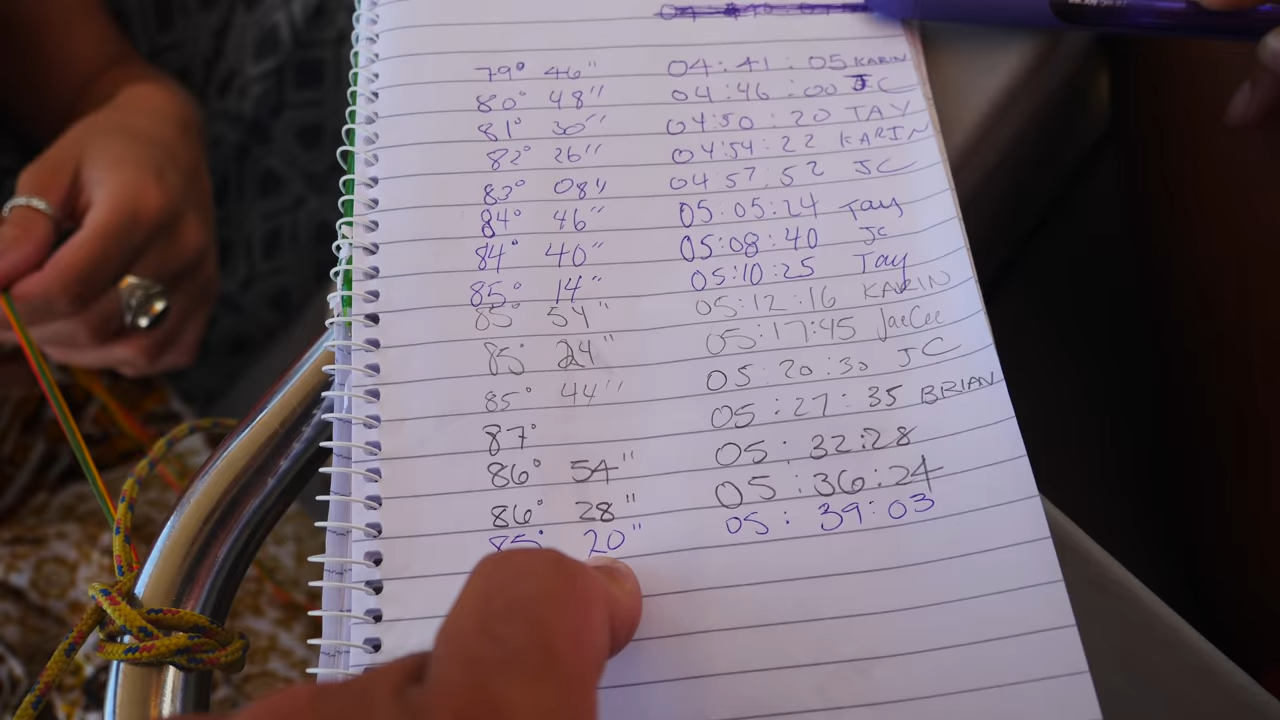 79° 46" 04:41:05 KARIN
80° 48" 04:46:00 JC
81° 30" 04:50:20 TAY
82° 26" 04:54:22 KARIN
83° 08" 04 57:52 JC
84° 46" 05:05:24 Tay
84° 40" 05:08:40 JC
85° 14" 05:10:25 Tay
85° 54" 05:12:16 KARIN
85° 24" 05:17:45 JaeCee
85° 44" 05:20:30 JC
87° 05:27:35 BRIAN
86° 54" 05:32:28
86° 28" 05:36:24
85° 20" 05:39:03